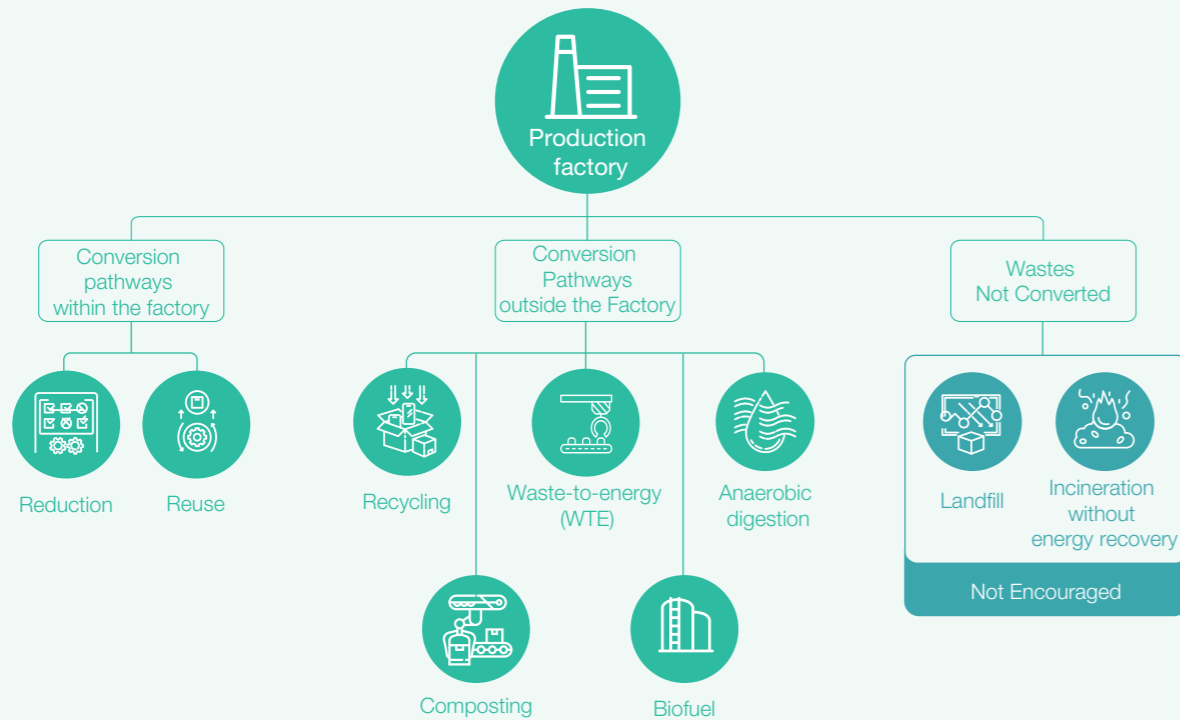 Production
factory
Conversion
pathways
within the factory
Conversion
Pathways
outside the Factory
Wastes
Not Converted
Reduction
Reuse
Recycling
Waste-to-energy
(WTE)
Anaerobic
digestion
Landfill
Incineration
without
energy recovery
Not Encouraged
Composting
Biofuel